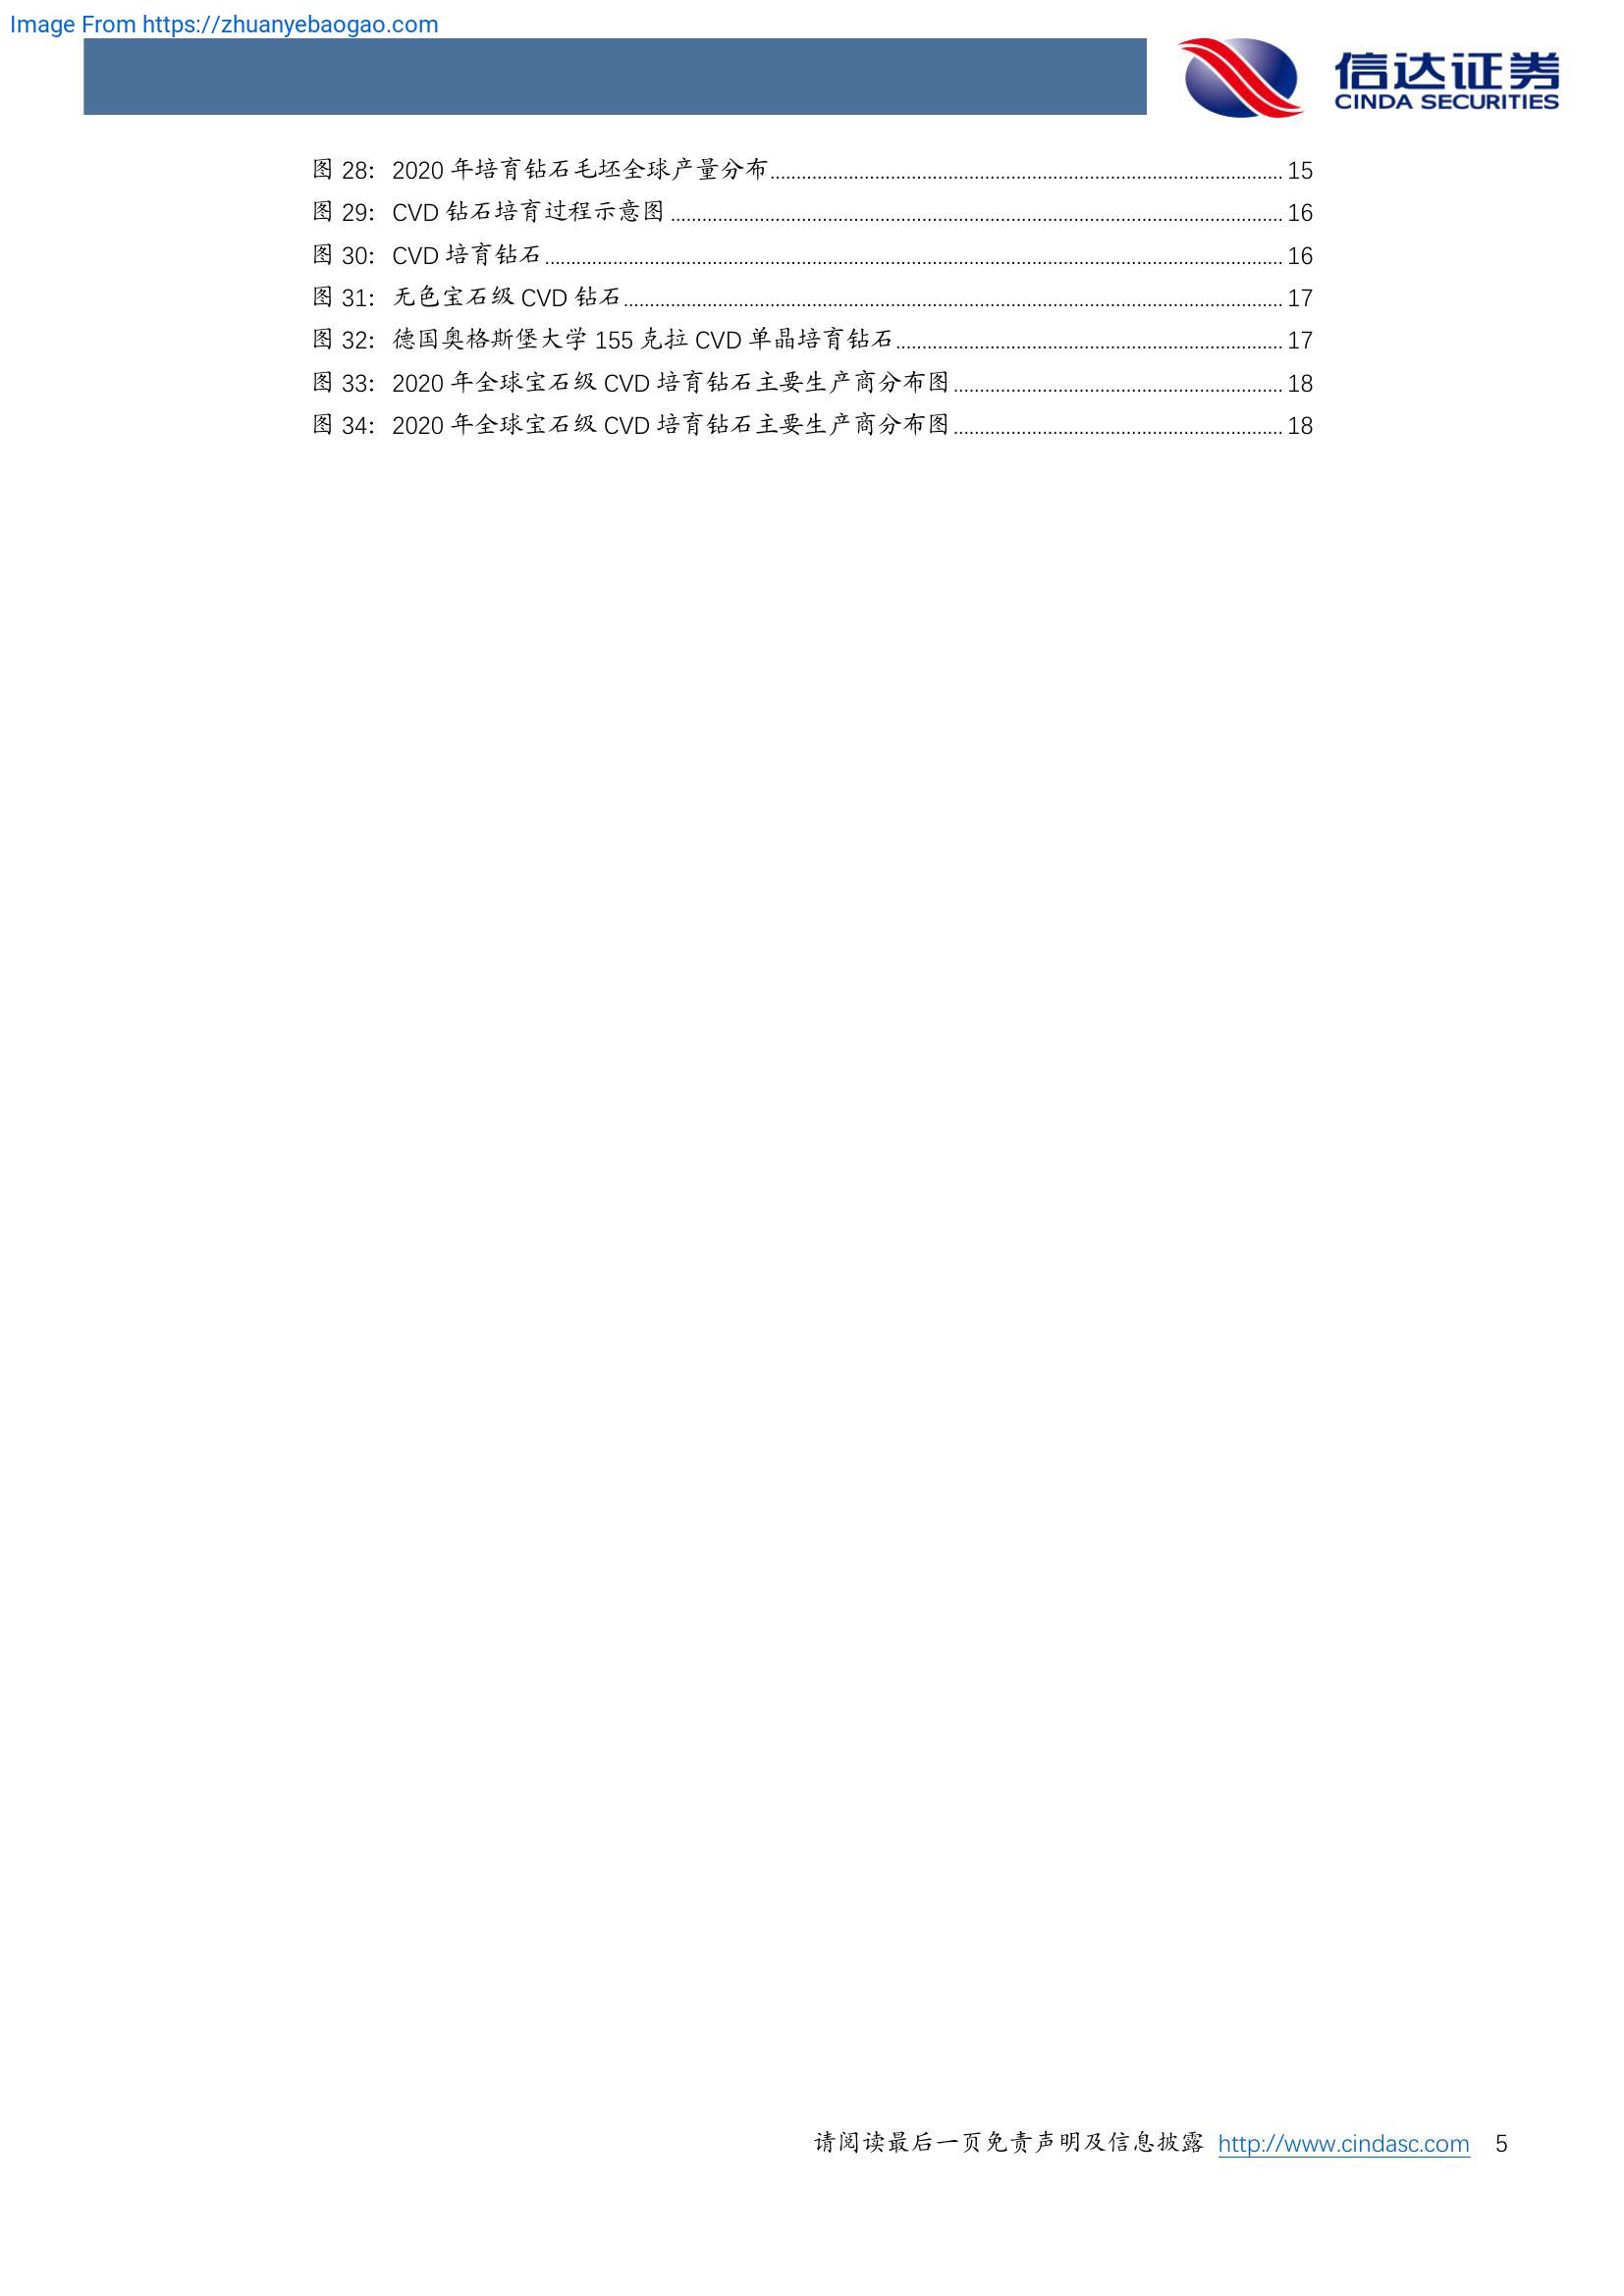 Image From https://zhuanyebaogao.com
信达证券
CINDA SECURITIES
图 28: 2020 年培育钻石毛坯全球产量分布 15
图 29: CVD 钻石培育过程示意图 16
图 30: CVD 培育钻石 16
图 31: 无色宝石级 CVD 钻石 17
图 32: 德国奥格斯堡大学 155 克拉 CVD 单晶培育钻石 17
图 33: 2020 年全球宝石级 CVD 培育钻石主要生产商分布图 18
图 34: 2020 年全球宝石级 CVD 培育钻石主要生产商分布图 18
请阅读最后一页免责声明及信息披露 http://www.cindasc.com 5